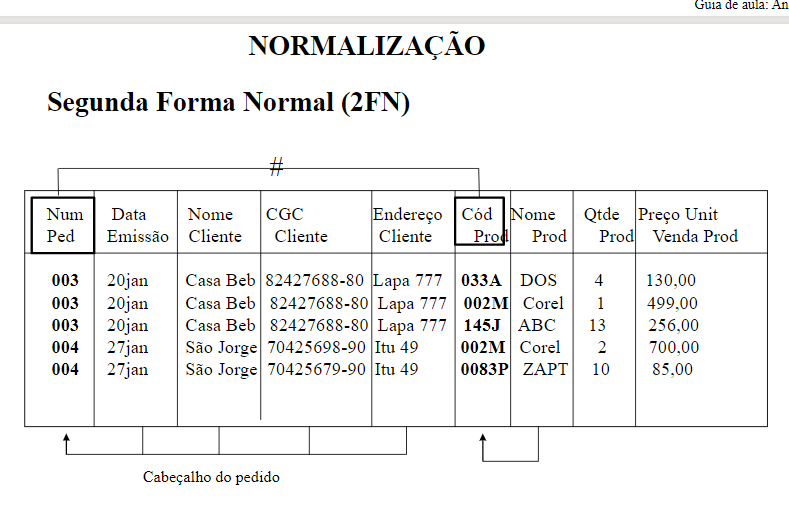 Guia de aula: An
NORMALIZAÇÃO
Segunda Forma Normal (2FN)
#
Num Data Nome CGC Endereço Cód Nome Qtde Preço Unit
Ped Emissão Cliente Cliente Cliente Prod Prod Prod Venda Prod
003 20jan Casa Beb 82427688-80 Lapa 777 033A DOS 4 130,00
003 20jan Casa Beb 82427688-80 Lapa 777 002M Corel 1 499,00
003 20jan Casa Beb 82427688-80 Lapa 777 145J ABC 13 256,00
004 27jan São Jorge 70425698-90 Itu 49 002M Corel 2 700,00
004 27jan São Jorge 70425679-90 Itu 49 0083P ZAPT 10 85,00
Cabeçalho do pedido